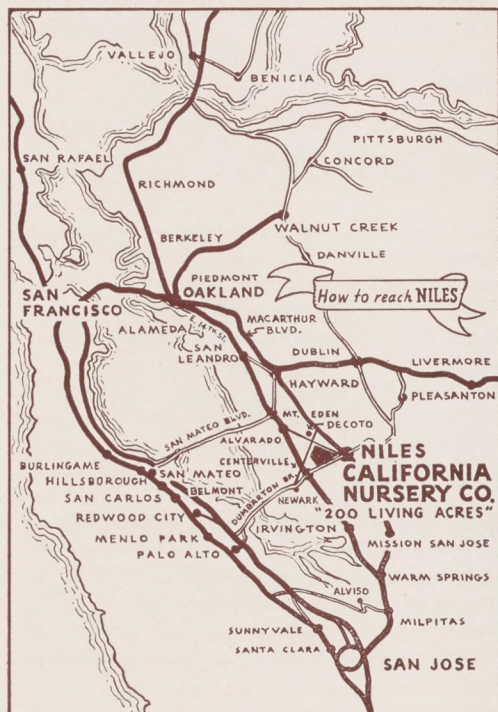 VALLEJO
BENICIA
PITTSBURGH
SAN RAFAEL
CONCORD
RICHMOND
WALNUT CREEK
BERKELEY
DANVILLE
PIEDMONT
SAN
FRANCISCO
OAKLAND
How to reach NILES
E. 14TH ST.
MACARTHUR
BLVD.
ALAMEDA
SAN
LEANDRO
DUBLIN
LIVERMORE
HAYWARD
PLEASANTON
MT. EDEN
SAN MATEO BLVD.
DECOTO
ALVARADO
NILES
CALIFORNIA
NURSERY CO.
"200 LIVING ACRES"
CENTERVILLE
BURLINGAME
HILLSBOROUGH
SAN MATEO
SAN CARLOS
BELMONT
NEWARK
DUMBARTON BR.
REDWOOD CITY
IRVINGTON
MENLO PARK
MISSION SAN JOSE
PALO ALTO
WARM SPRINGS
ALVISO
MILPITAS
SUNNYVALE
SANTA CLARA
SAN JOSE